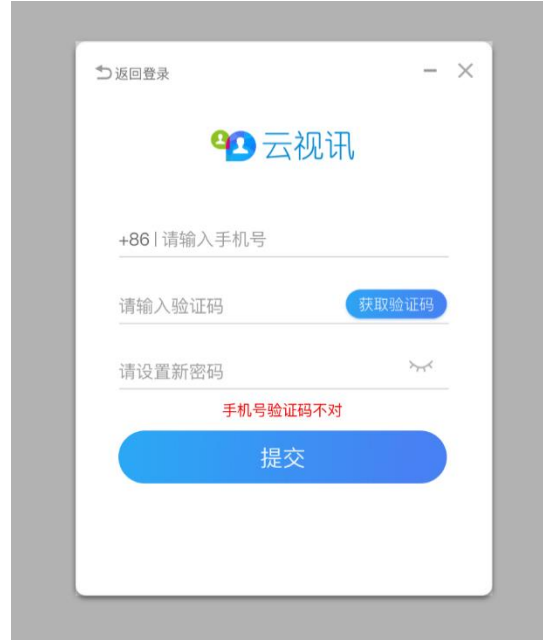 返回登录
云视讯
+86 | 请输入手机号
请输入验证码 获取验证码
请设置新密码
手机号验证码不对
提交